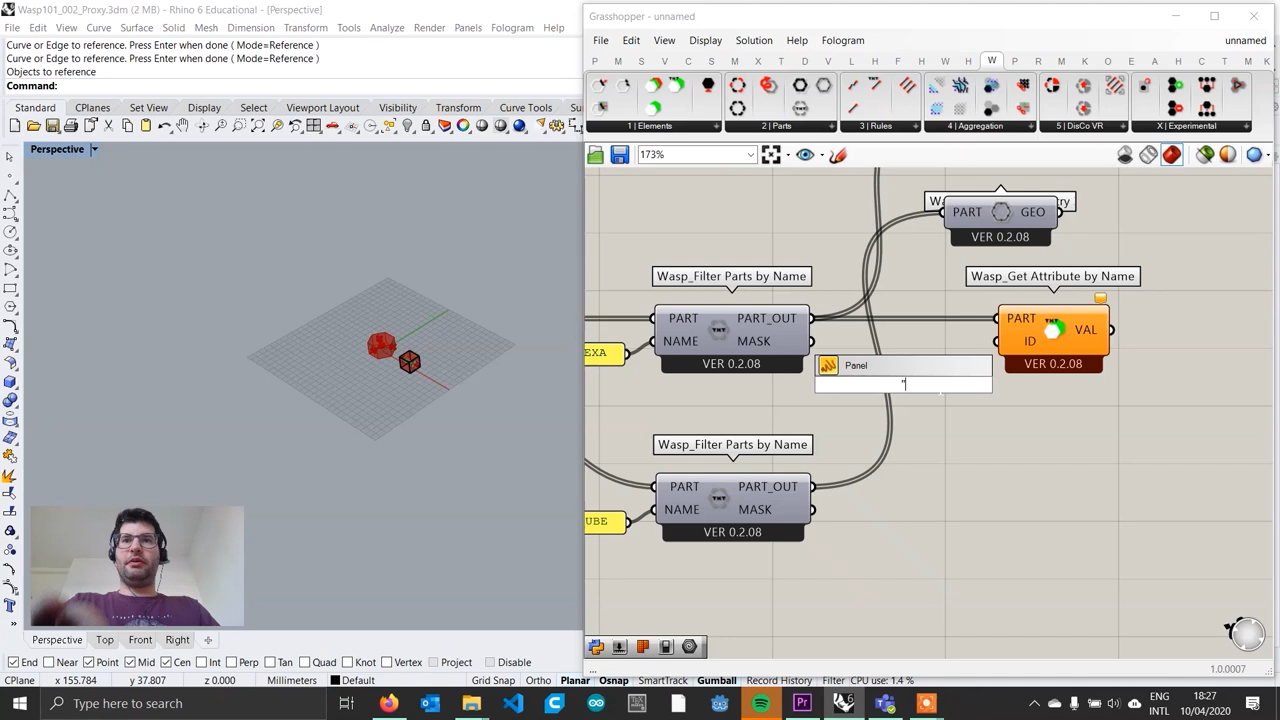 Wasp101_002_Proxy.3dm (2 MB) - Rhino 6 Educational - [Perspective]
File Edit View Curve Surface Solid Mesh Dimension Transform Tools Analyze Render Panels Fologram Help
Curve or Edge to reference. Press Enter when done ( Mode=Reference )
Curve or Edge to reference. Press Enter when done ( Mode=Reference )
Objects to reference
Command:
Standard CPlanes Set View Display Select Viewport Layout Visibility Transform Curve Tools Su
Perspective
Grasshopper - unnamed
File Edit View Display Solution Help Fologram unnamed
P M S V C S M I T X D W H W P R M E T A B C L H K
1 | Elements 2 | Parts 3 | Rules 4 | Aggregation 5 | DisCo VR X | Experimental
173%
PART GEO
VER 0.2.08
Wasp_Filter Parts by Name
Wasp_Get Attribute by Name
PART PART_OUT
NAME MASK
VER 0.2.08
EXA
PART VAL
ID
VER 0.2.08
Panel
"
Wasp_Filter Parts by Name
PART PART_OUT
NAME MASK
VER 0.2.08
UBE
...
1.0.0007
Perspective Top Front Right
End Near Point Mid Cen Int Perp Tan Quad Knot Vertex Project Disable
CPlane x 155.784 y 37.807 z 0.000 Millimeters Default Grid Snap Ortho Planar Osnap SmartTrack Gumball Record History Filter CPU use: 1.4 %
Type here to search
ENG
INTL
18:27
10/04/2020